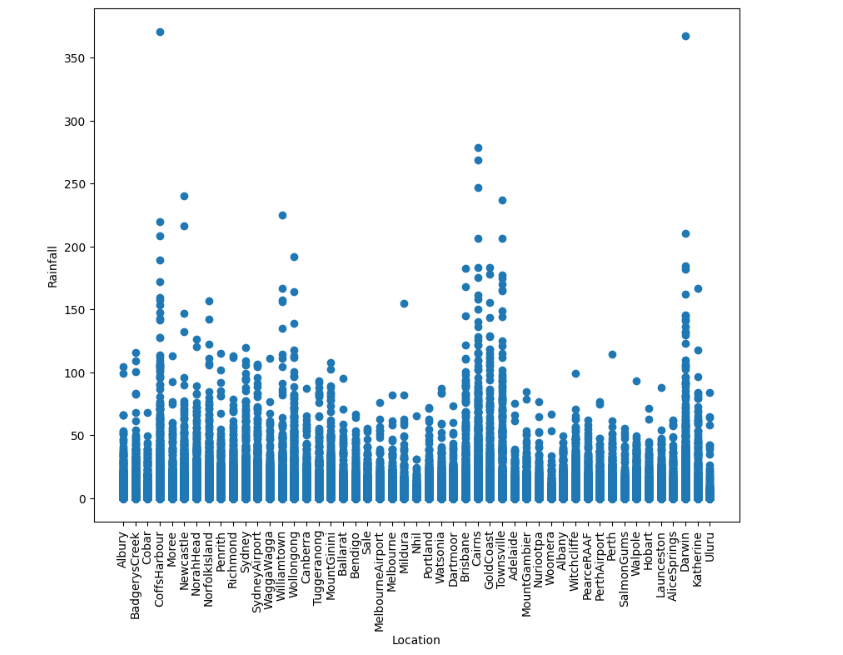 350
300
250
200
150
100
50
0
Rainfall
Albury
BadgerysCreek
Cobar
CoffsHarbour
Moree
Newcastle
NorahHead
NorfolkIsland
Penrith
Richmond
Sydney
SydneyAirport
WaggaWagga
Williamtown
Wollongong
Canberra
Tuggeranong
MountGinini
Ballarat
Bendigo
Sale
MelbourneAirport
Melbourne
Mildura
Nhil
Portland
Watsonia
Dartmoor
Brisbane
Cairns
GoldCoast
Townsville
Adelaide
MountGambier
Nuriootpa
Woomera
Albany
Witchcliffe
PearceRAAF
PerthAirport
Perth
SalmonGums
Walpole
Hobart
Launceston
AliceSprings
Darwin
Katherine
Uluru
Location